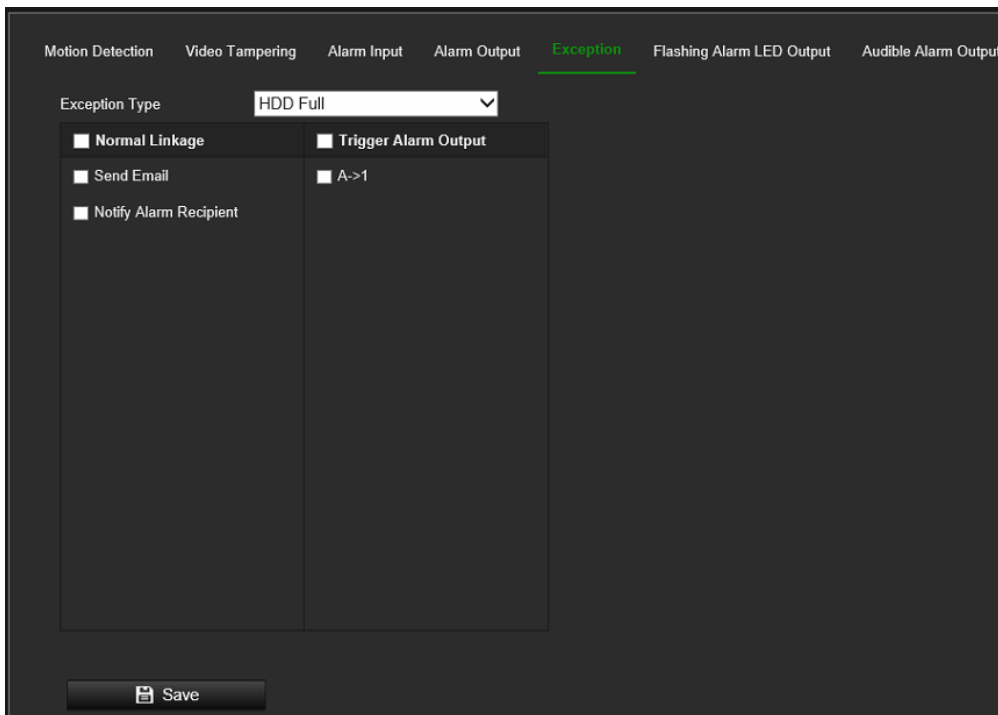 Motion Detection Video Tampering Alarm Input Alarm Output Exception Flashing Alarm LED Output Audible Alarm Output
Exception Type HDD Full
Normal Linkage Trigger Alarm Output
Send Email A->1
Notify Alarm Recipient
Save